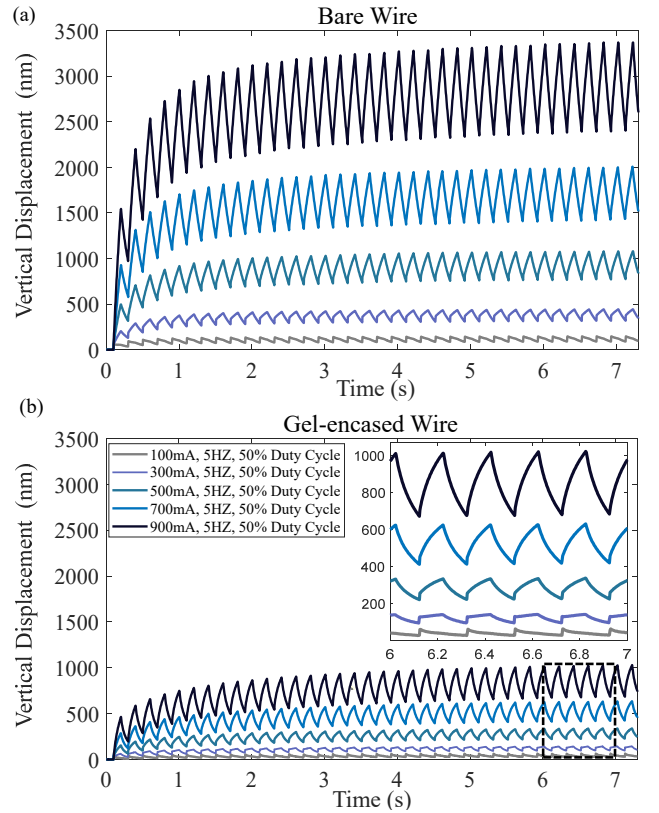 (a)
Bare Wire
3500
3000
2500
2000
1500
1000
500
0
Vertical Displacement (nm)
0 1 2 3 4 5 6 7
Time (s)
(b)
Gel-encased Wire
3500
3000
2500
2000
1500
1000
500
0
Vertical Displacement (nm)
100mA, 5HZ, 50% Duty Cycle
300mA, 5HZ, 50% Duty Cycle
500mA, 5HZ, 50% Duty Cycle
700mA, 5HZ, 50% Duty Cycle
900mA, 5HZ, 50% Duty Cycle
1000
800
600
400
200
6 6.2 6.4 6.6 6.8 7
0 1 2 3 4 5 6 7
Time (s)